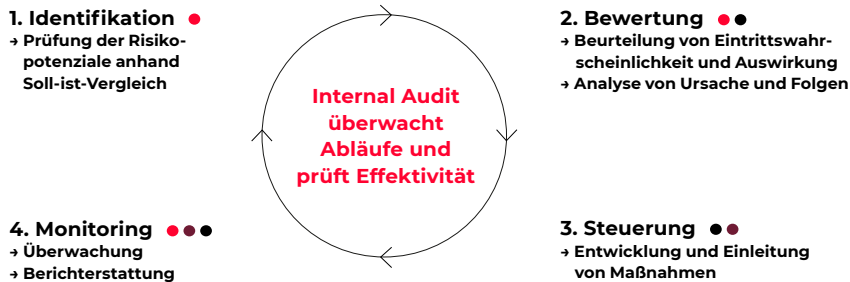 1. Identifikation
→ Prüfung der Risiko-
potenziale anhand
Soll-ist-Vergleich
2. Bewertung
→ Beurteilung von Eintrittswahr-
scheinlichkeit und Auswirkung
→ Analyse von Ursache und Folgen
Internal Audit
überwacht
Abläufe und
prüft Effektivität
4. Monitoring
→ Überwachung
→ Berichterstattung
3. Steuerung
→ Entwicklung und Einleitung
von Maßnahmen